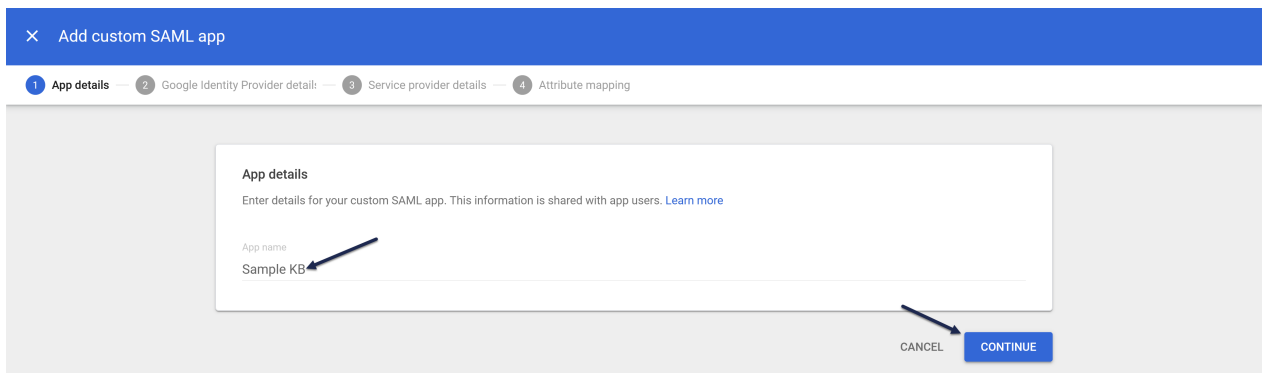 Add custom SAML app
1 App details 2 Google Identity Provider details 3 Service provider details 4 Attribute mapping
App details
Enter details for your custom SAML app. This information is shared with app users. Learn more
App name
Sample KB
CANCEL CONTINUE